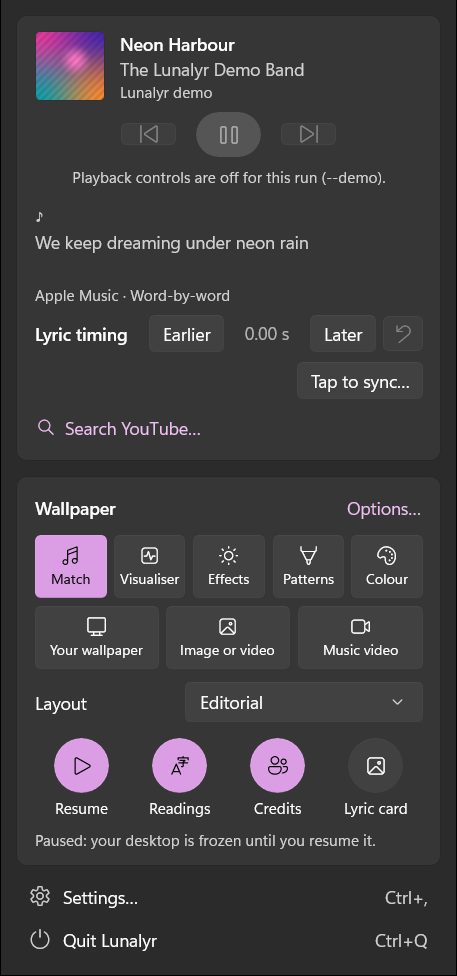 Neon Harbour
The Lunalyr Demo Band
Lunalyr demo
Playback controls are off for this run (--demo).
♪
We keep dreaming under neon rain
Apple Music · Word-by-word
Lyric timing Earlier 0.00 s Later
Tap to sync...
Search YouTube...
Wallpaper Options...
Match Visualiser Effects Patterns Colour
Your wallpaper Image or video Music video
Layout Editorial
A字
Resume Readings Credits Lyric card
Paused: your desktop is frozen until you resume it.
Settings... Ctrl+,
Quit Lunalyr Ctrl+Q